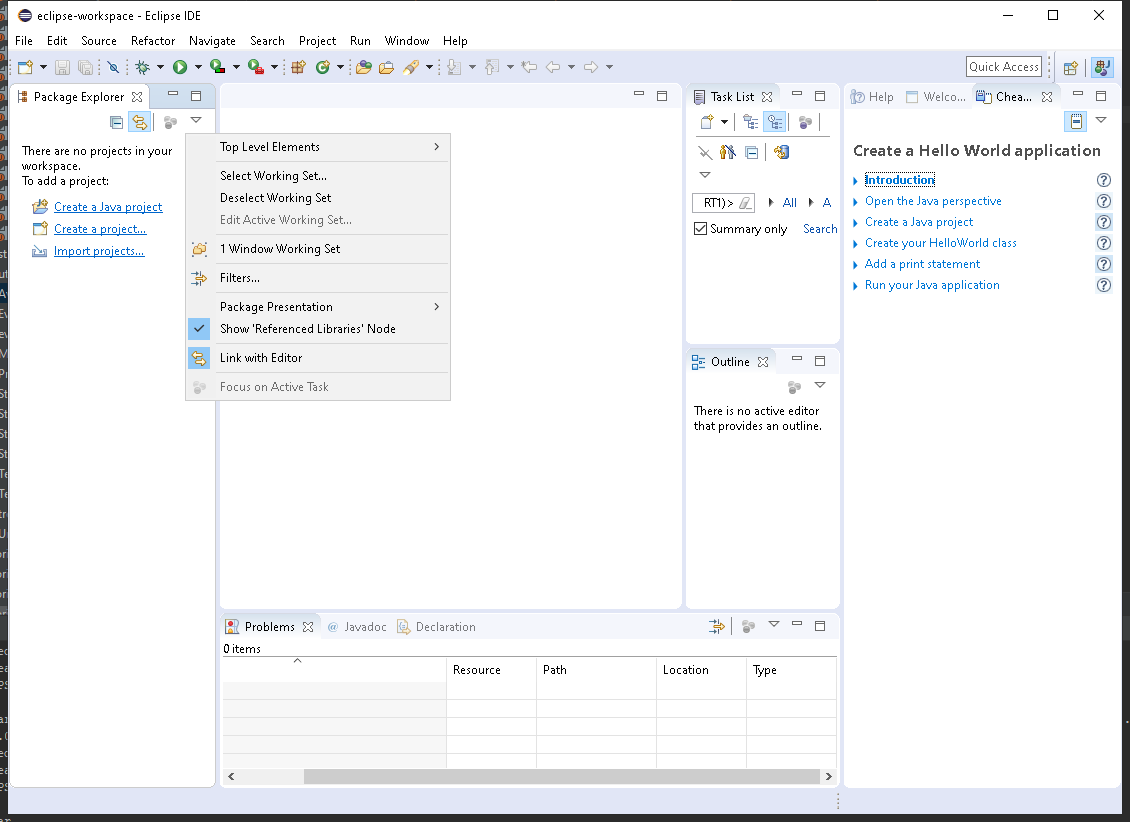 eclipse-workspace - Eclipse IDE
File Edit Source Refactor Navigate Search Project Run Window Help
Quick Access
Package Explorer
There are no projects in your
workspace.
To add a project:
Create a Java project
Create a project...
Import projects...
Top Level Elements
Select Working Set...
Deselect Working Set
Edit Active Working Set...
1 Window Working Set
Filters...
Package Presentation
Show 'Referenced Libraries' Node
Link with Editor
Focus on Active Task
Task List
RT1)> All A
Summary only Search
Outline
There is no active editor
that provides an outline.
Help Welco... Chea...
Create a Hello World application
Introduction
Open the Java perspective
Create a Java project
Create your HelloWorld class
Add a print statement
Run your Java application
Problems @ Javadoc Declaration
0 items
Resource Path Location Type